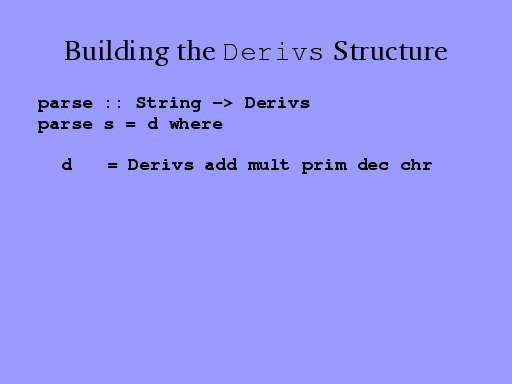 Building the Derivs Structure
parse :: String -> Derivs
parse s = d where
d = Derivs add mult prim dec chr